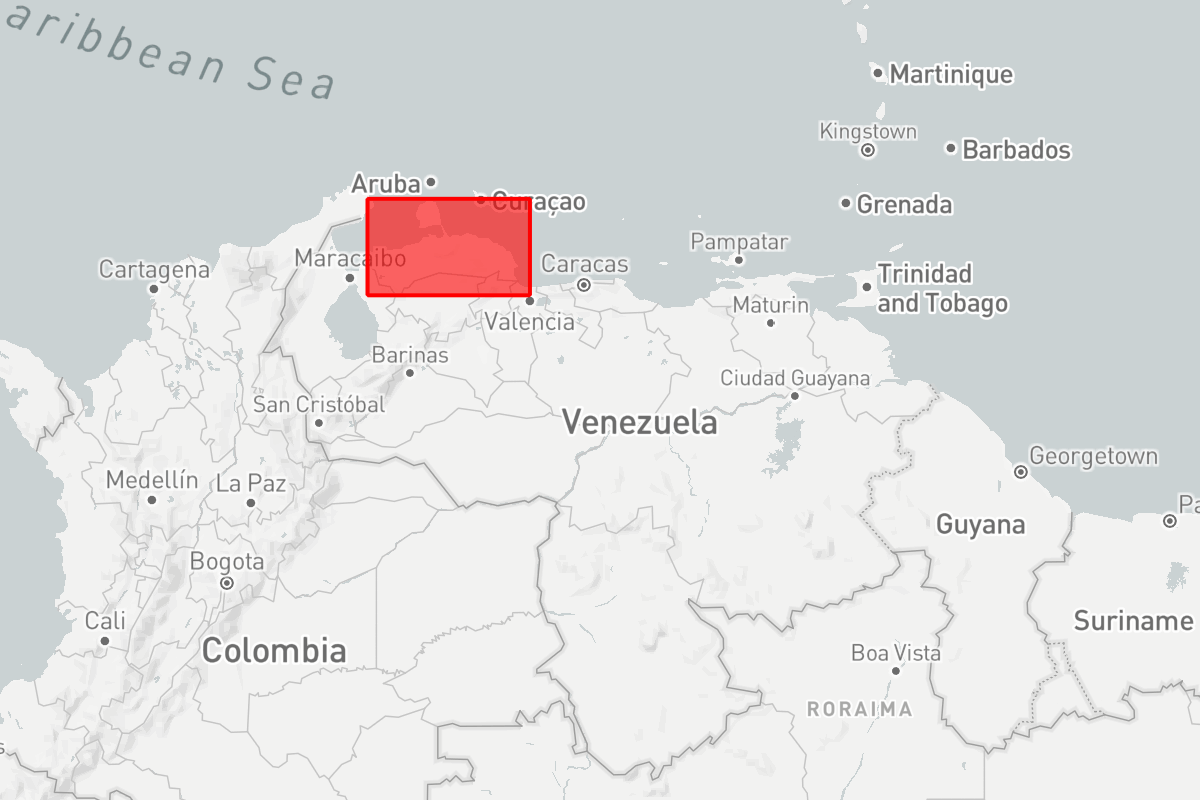 aribbean Sea
Martinique
Kingstown
Barbados
Aruba
Curaçao
Grenada
Pampatar
Cartagena
Maracaibo
Caracas
Trinidad
and Tobago
Maturin
Valencia
Barinas
Ciudad Guayana
San Cristóbal
Venezuela
Georgetown
Medellín
La Paz
Pa
Guyana
Bogota
Cali
Suriname
Colombia
Boa Vista
RORAIMA
s